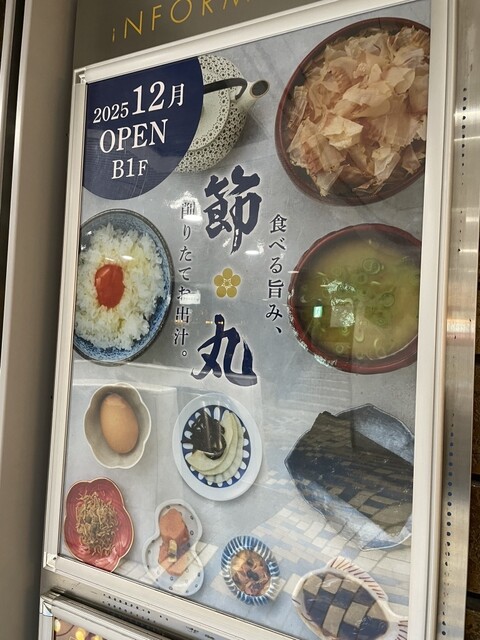 iNFORM
2025 12月
OPEN
B1F
節
丸
食べる旨み、
削りたてお出汁。